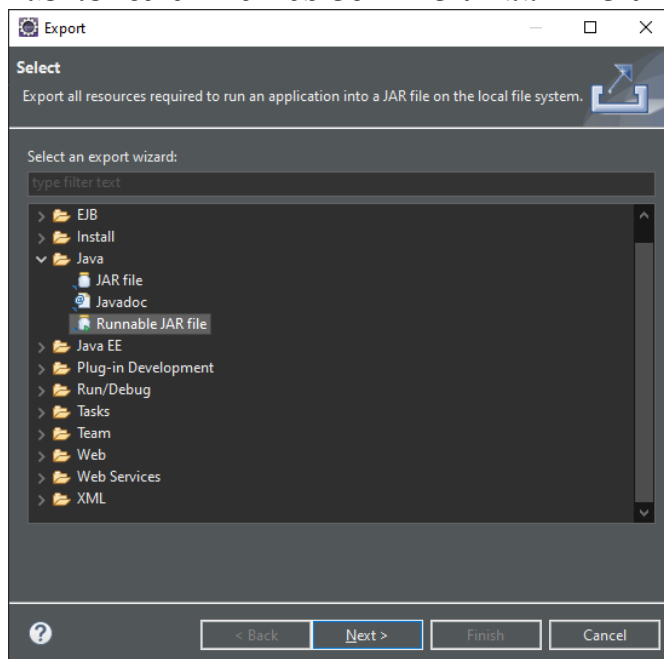 Export
Select
Export all resources required to run an application into a JAR file on the local file system.
Select an export wizard:
type filter text
EJB
Install
Java
JAR file
Javadoc
Runnable JAR file
Java EE
Plug-in Development
Run/Debug
Tasks
Team
Web
Web Services
XML
< Back
Next >
Finish
Cancel